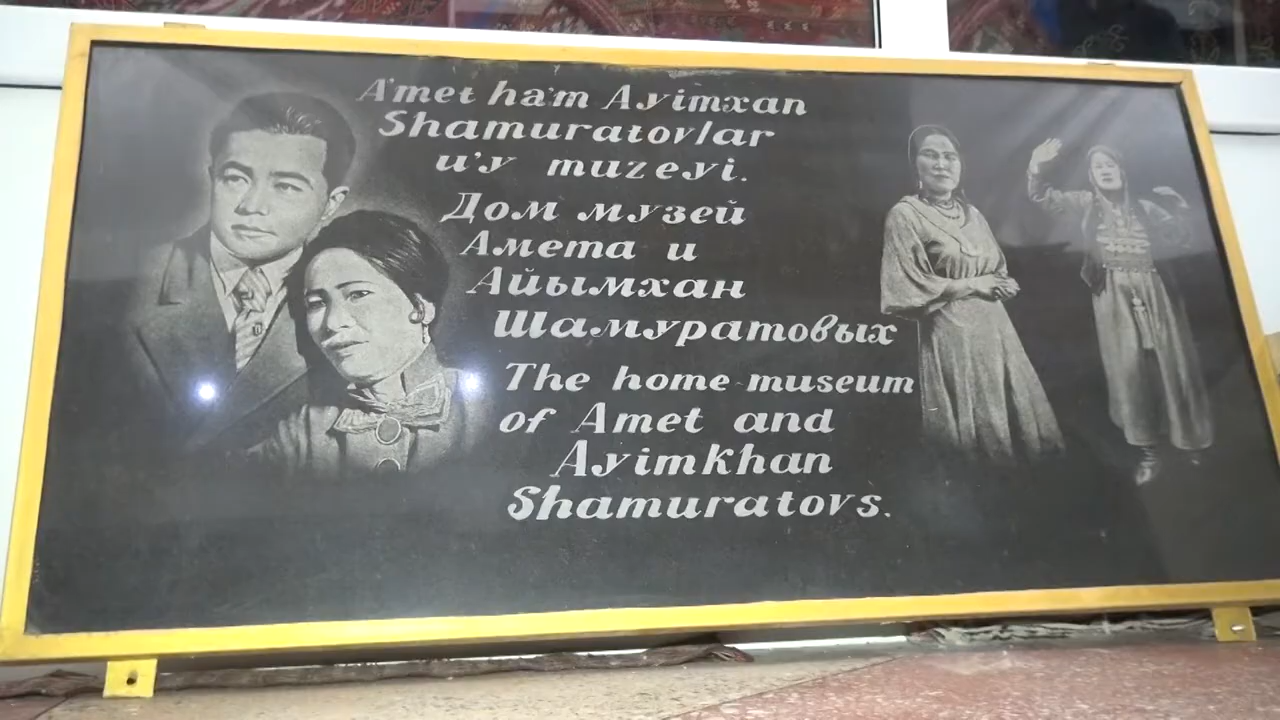 A'met ha'm Ayimxan
Shamuratovlar
u'y muzeyi.
Дом музей
Амета и
Айымхан
Шамуратовых
The home museum
of Amet and
Ayimkhan
Shamuratovs.